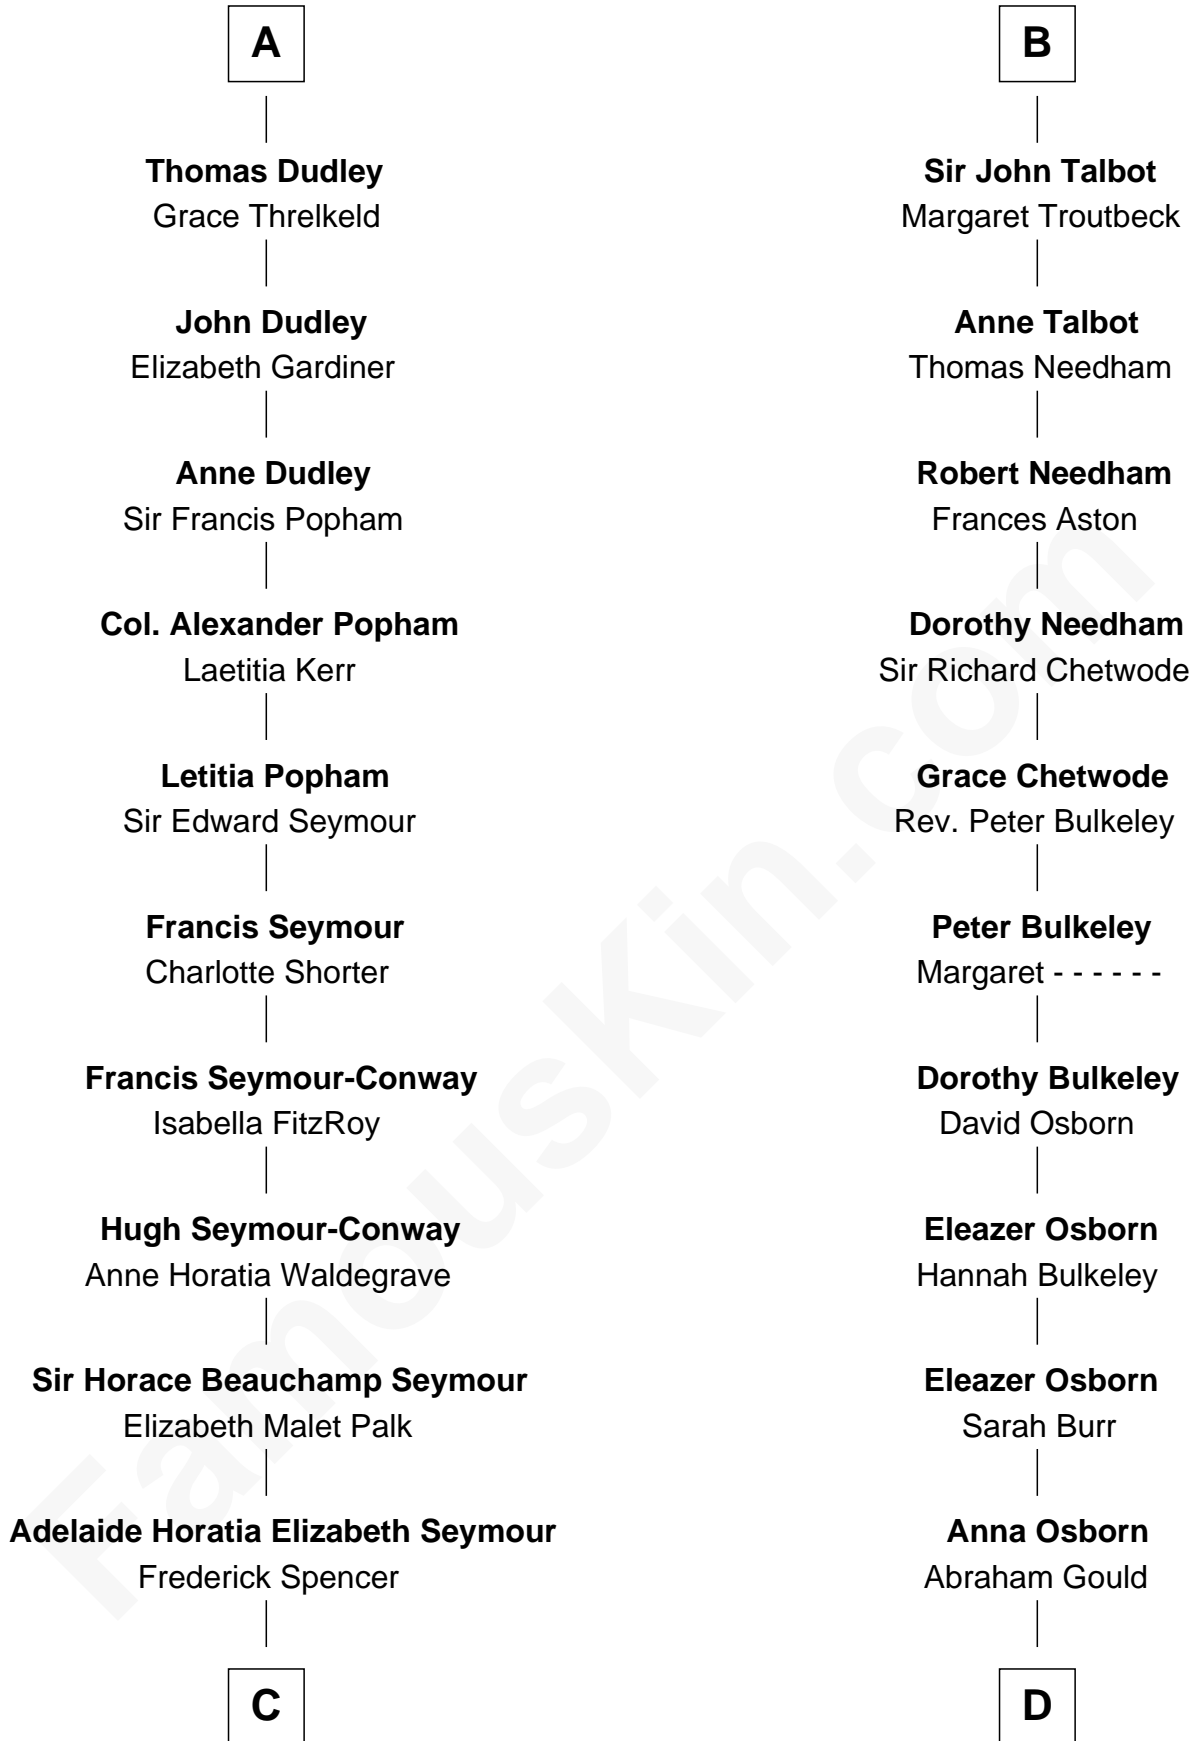 A
Thomas Dudley
Grace Threlkeld
John Dudley
Elizabeth Gardiner
Anne Dudley
Sir Francis Popham
Col. Alexander Popham
Laetitia Kerr
Letitia Popham
Sir Edward Seymour
Francis Seymour
Charlotte Shorter
Francis Seymour-Conway
Isabella FitzRoy
Hugh Seymour-Conway
Anne Horatia Waldegrave
Sir Horace Beauchamp Seymour
Elizabeth Malet Palk
Adelaide Horatia Elizabeth Seymour
Frederick Spencer
C
B
Sir John Talbot
Margaret Troutbeck
Anne Talbot
Thomas Needham
Robert Needham
Frances Aston
Dorothy Needham
Sir Richard Chetwode
Grace Chetwode
Rev. Peter Bulkeley
Peter Bulkeley
Margaret - - - - - -
Dorothy Bulkeley
David Osborn
Eleazer Osborn
Hannah Bulkeley
Eleazer Osborn
Sarah Burr
Anna Osborn
Abraham Gould
D
FamousKin.com